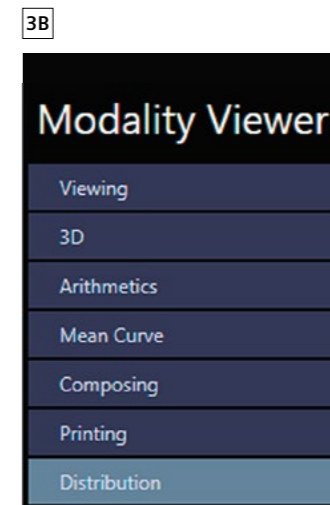 3B
Modality Viewer
Viewing
3D
Arithmetics
Mean Curve
Composing
Printing
Distribution